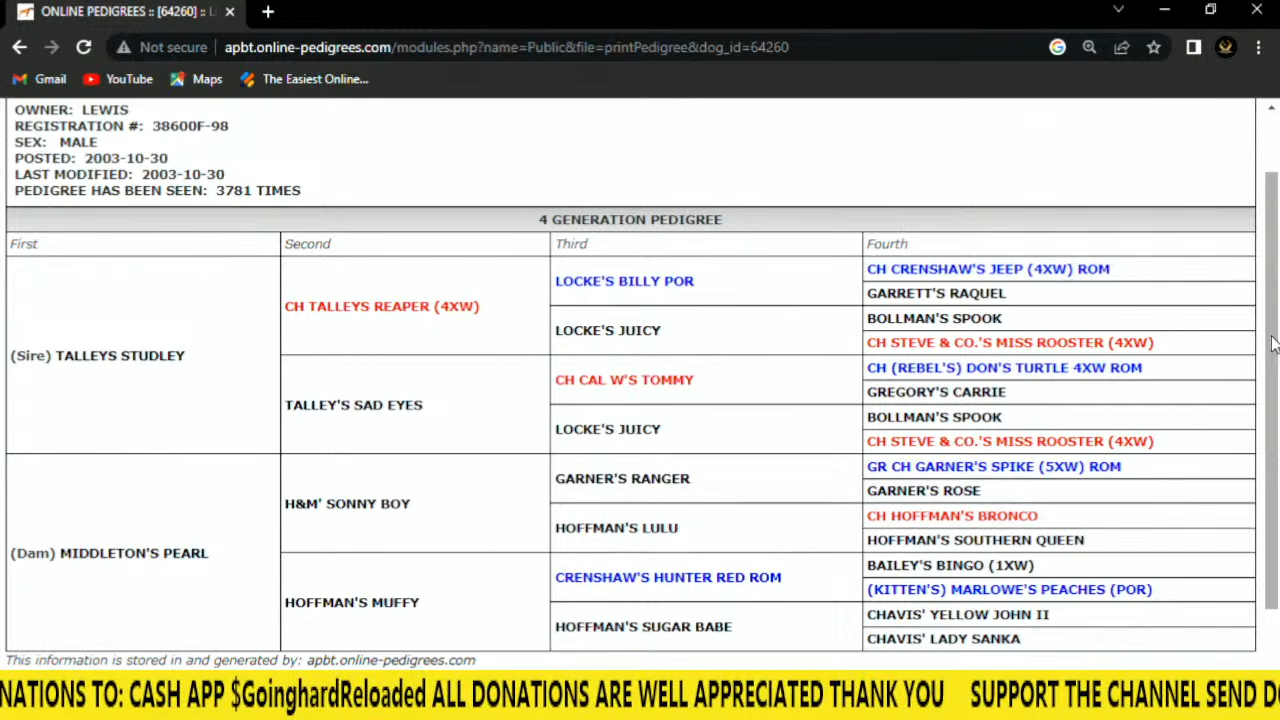 ONLINE PEDIGREES :: [64260] :: L
Not secure apbt.online-pedigrees.com/modules.php?name=Public&file=printPedigree&dog_id=64260
Gmail YouTube Maps The Easiest Online...
OWNER: LEWIS
REGISTRATION #: 38600F-98
SEX: MALE
POSTED: 2003-10-30
LAST MODIFIED: 2003-10-30
PEDIGREE HAS BEEN SEEN: 3781 TIMES
4 GENERATION PEDIGREE
First Second Third Fourth
CH CRENSHAW'S JEEP (4XW) ROM
LOCKE'S BILLY POR
GARRETT'S RAQUEL
CH TALLEYS REAPER (4XW)
BOLLMAN'S SPOOK
LOCKE'S JUICY
CH STEVE & CO.'S MISS ROOSTER (4XW)
(Sire) TALLEYS STUDLEY
CH (REBEL'S) DON'S TURTLE 4XW ROM
CH CAL W'S TOMMY
GREGORY'S CARRIE
TALLEY'S SAD EYES
BOLLMAN'S SPOOK
LOCKE'S JUICY
CH STEVE & CO.'S MISS ROOSTER (4XW)
GR CH GARNER'S SPIKE (5XW) ROM
GARNER'S RANGER
GARNER'S ROSE
H&M' SONNY BOY
CH HOFFMAN'S BRONCO
HOFFMAN'S LULU
HOFFMAN'S SOUTHERN QUEEN
(Dam) MIDDLETON'S PEARL
BAILEY'S BINGO (1XW)
CRENSHAW'S HUNTER RED ROM
(KITTEN'S) MARLOWE'S PEACHES (POR)
HOFFMAN'S MUFFY
CHAVIS' YELLOW JOHN II
HOFFMAN'S SUGAR BABE
CHAVIS' LADY SANKA
This information is stored in and generated by: apbt.online-pedigrees.com
NATIONS TO: CASH APP $GoinghardReloaded ALL DONATIONS ARE WELL APPRECIATED THANK YOU SUPPORT THE CHANNEL SEND D